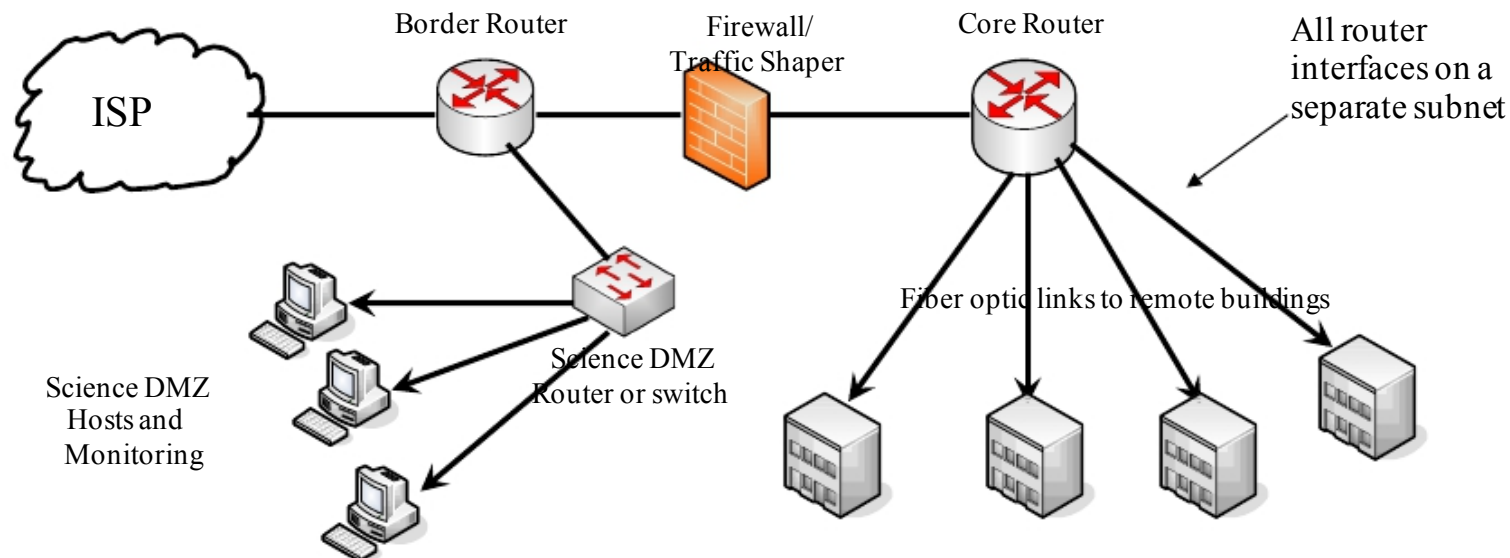 Border Router
Firewall/
Traffic Shaper
Core Router
All router
interfaces on a
separate subnet
ISP
Fiber optic links to remote buildings
Science DMZ
Router or switch
Science DMZ
Hosts and
Monitoring